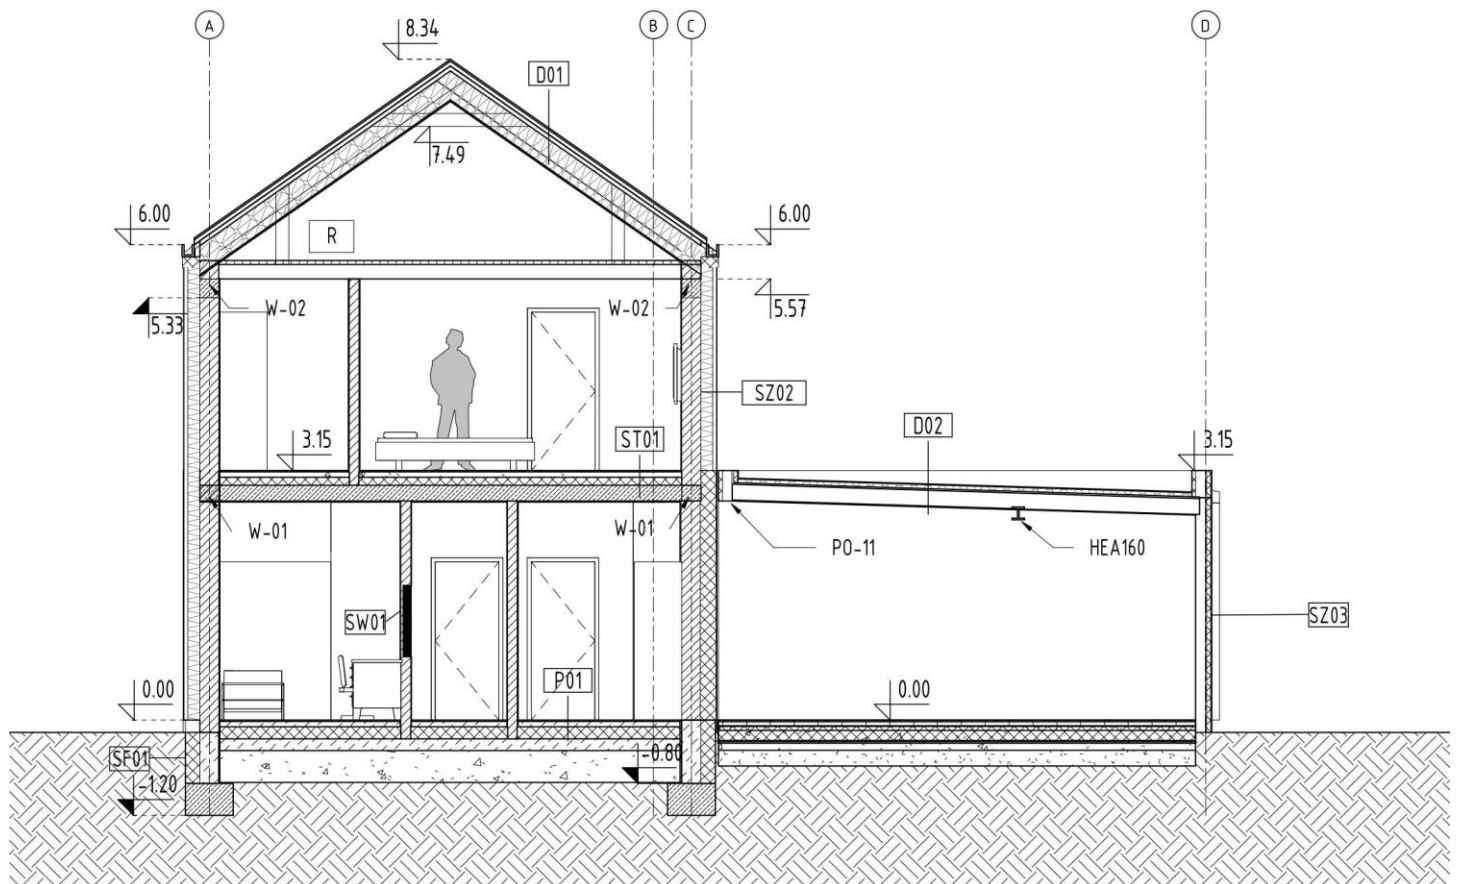 A
B
C
D
8.34
D01
7.49
6.00
R
6.00
W-02
W-02
5.33
5.57
SZ02
D02
3.15
ST01
3.15
W-01
W-01
PO-11
HEA160
SW01
SZ03
0.00
P01
0.00
SF01
-0.80
-1.20